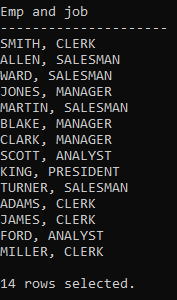 Emp and job
---------------------
SMITH, CLERK
ALLEN, SALESMAN
WARD, SALESMAN
JONES, MANAGER
MARTIN, SALESMAN
BLAKE, MANAGER
CLARK, MANAGER
SCOTT, ANALYST
KING, PRESIDENT
TURNER, SALESMAN
ADAMS, CLERK
JAMES, CLERK
FORD, ANALYST
MILLER, CLERK
14 rows selected.